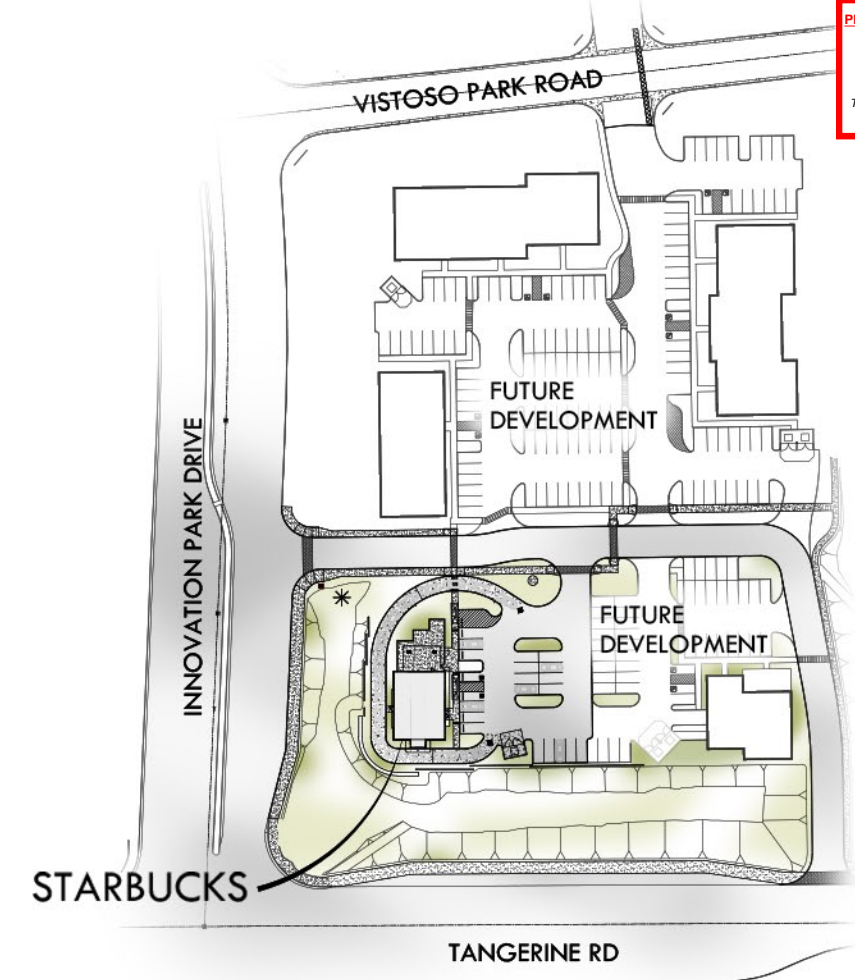 VISTOSO PARK ROAD
FUTURE
DEVELOPMENT
INNOVATION PARK DRIVE
FUTURE
DEVELOPMENT
STARBUCKS
TANGERINE RD